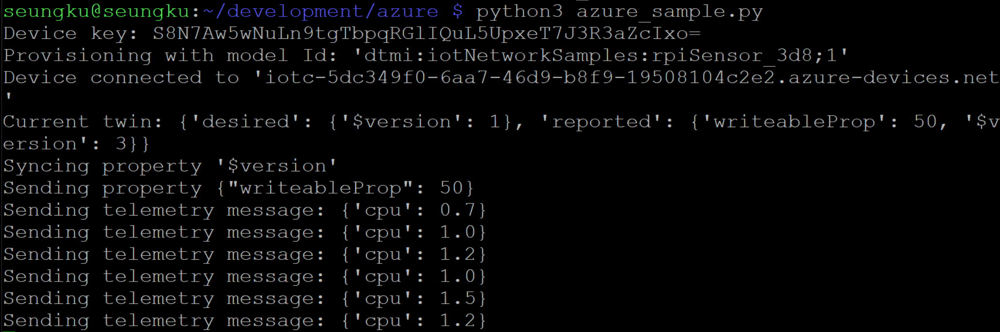 seungku@seungku:~/development/azure $ python3 azure_sample.py
Device key: S8N7Aw5wNuLn9tgTbpqRGlIQuL5UpxeT7J3R3aZcIxo=
Provisioning with model Id: 'dtmi:iotNetworkSamples:rpiSensor_3d8;1'
Device connected to 'iotc-5dc349f0-6aa7-46d9-b8f9-19508104c2e2.azure-devices.net
'
Current twin: {'desired': {'$version': 1}, 'reported': {'writeableProp': 50, '$v
ersion': 3}}
Syncing property '$version'
Sending property {"writeableProp": 50}
Sending telemetry message: {'cpu': 0.7}
Sending telemetry message: {'cpu': 1.0}
Sending telemetry message: {'cpu': 1.2}
Sending telemetry message: {'cpu': 1.0}
Sending telemetry message: {'cpu': 1.5}
Sending telemetry message: {'cpu': 1.2}